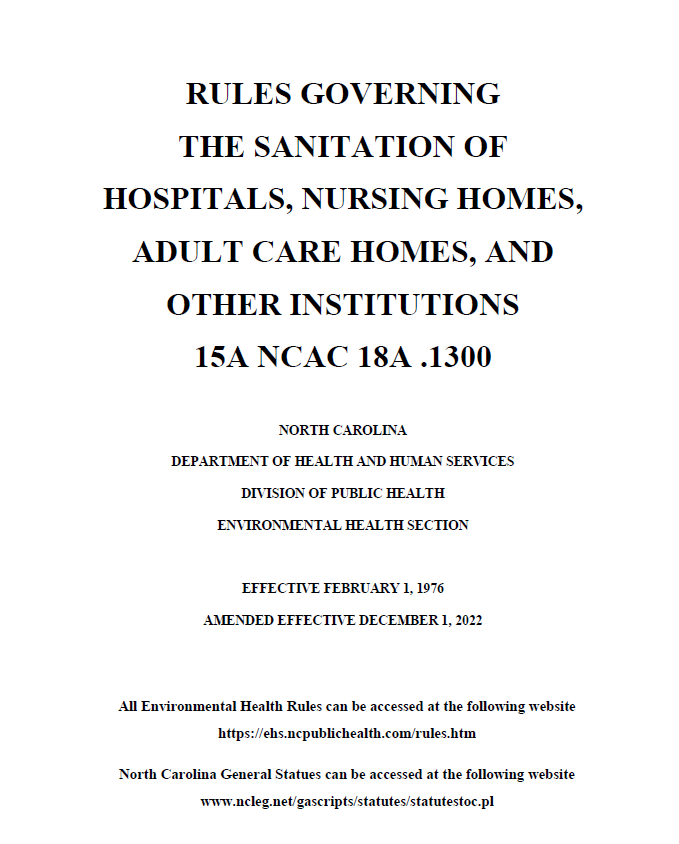 RULES GOVERNING
THE SANITATION OF
HOSPITALS, NURSING HOMES,
ADULT CARE HOMES, AND
OTHER INSTITUTIONS
15A NCAC 18A .1300
NORTH CAROLINA
DEPARTMENT OF HEALTH AND HUMAN SERVICES
DIVISION OF PUBLIC HEALTH
ENVIRONMENTAL HEALTH SECTION
EFFECTIVE FEBRUARY 1, 1976
AMENDED EFFECTIVE DECEMBER 1, 2022
All Environmental Health Rules can be accessed at the following website
https://ehs.ncpublichealth.com/rules.htm
North Carolina General Statues can be accessed at the following website
www.ncleg.net/gascripts/statutes/statutestoc.pl